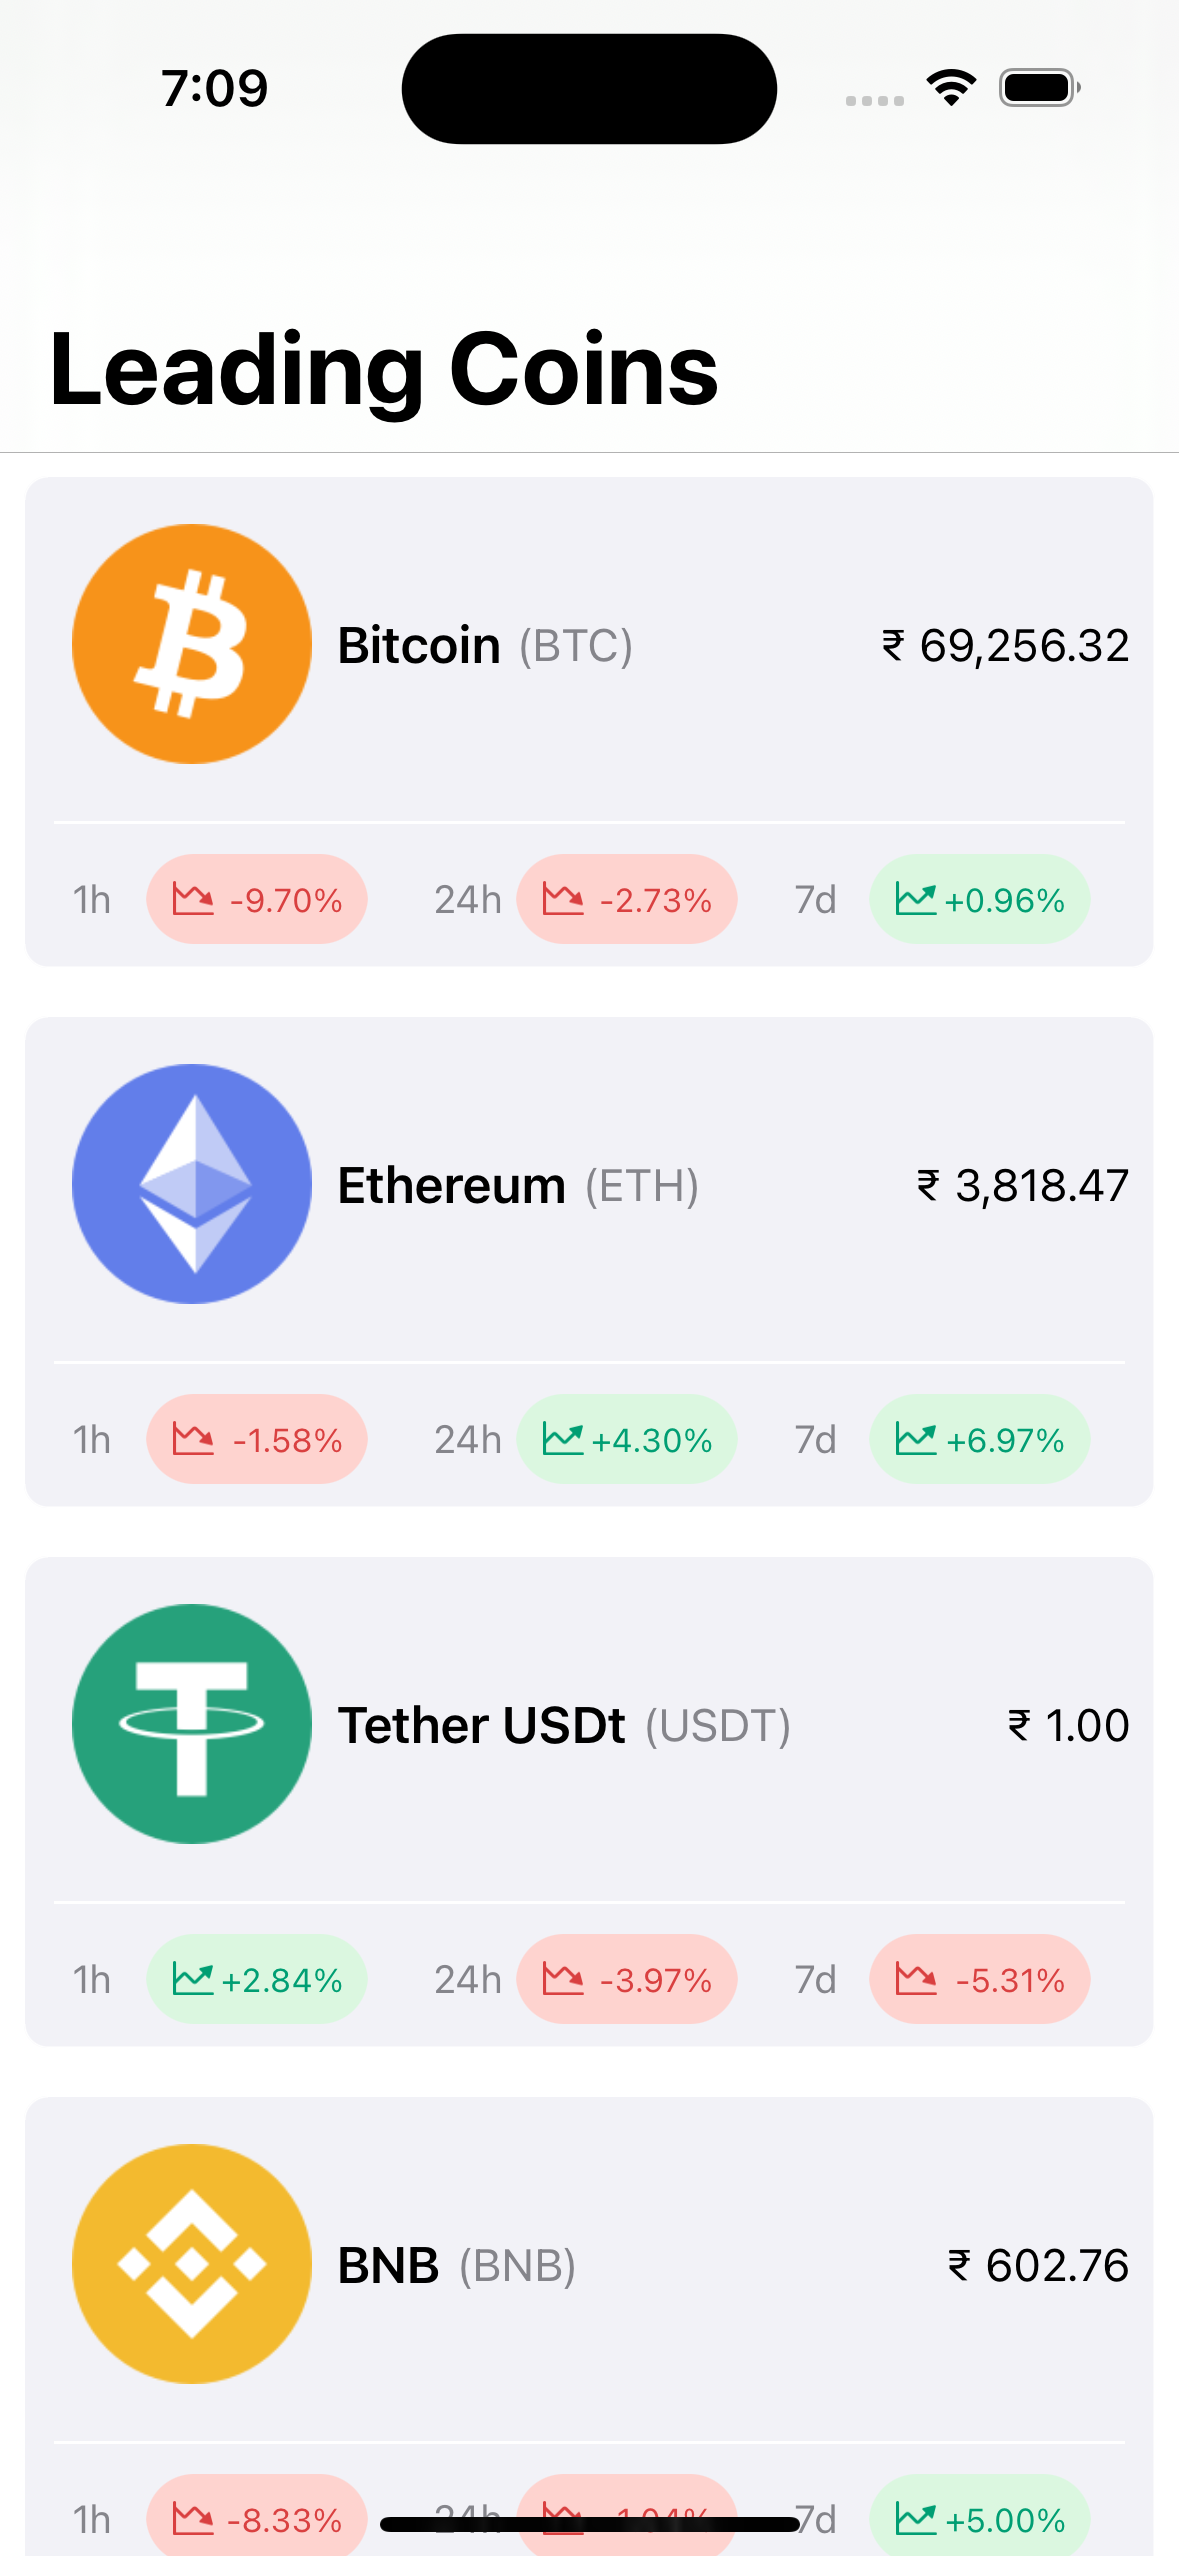 7:09
Leading Coins
Bitcoin (BTC) ₹ 69,256.32
1h -9.70% 24h -2.73% 7d +0.96%
Ethereum (ETH) ₹ 3,818.47
1h -1.58% 24h +4.30% 7d +6.97%
Tether USDt (USDT) ₹ 1.00
1h +2.84% 24h -3.97% 7d -5.31%
BNB (BNB) ₹ 602.76
1h -8.33% 24h 7d +5.00%